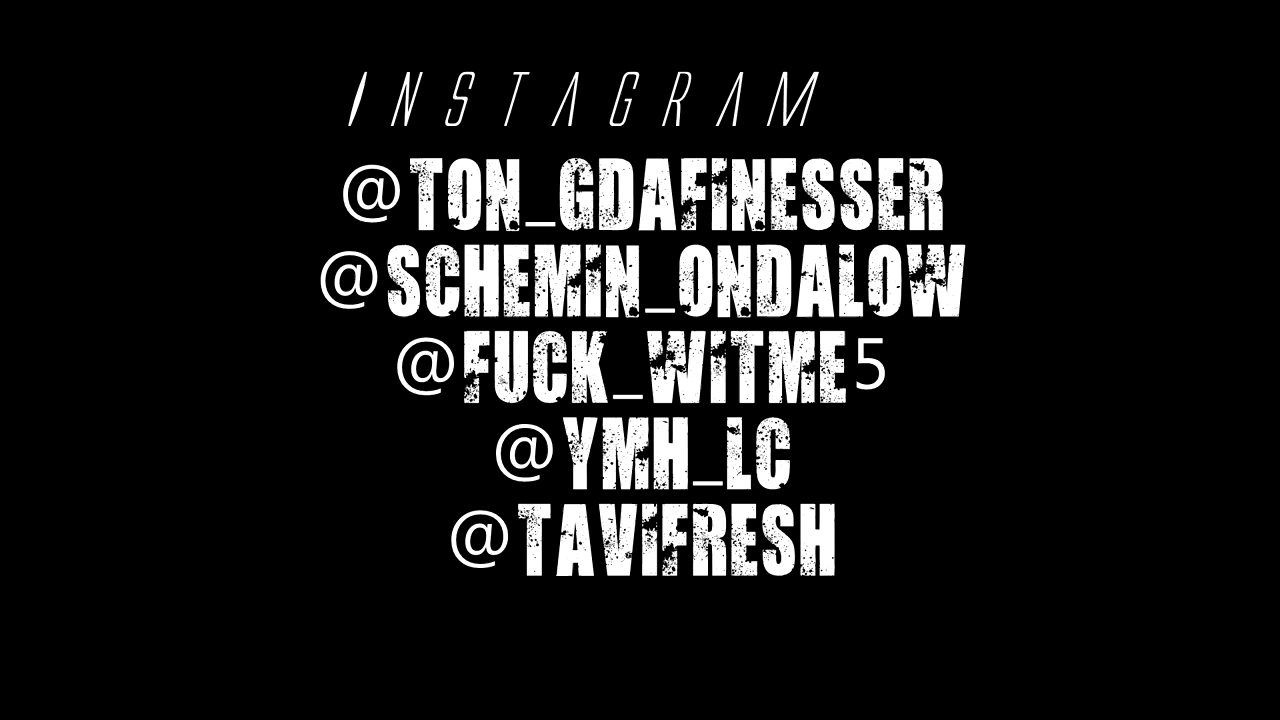 INSTAGRAM
@TON_GDAFINESSER
@SCHEMIN_ONDALOW
@FUCK_WITME5
@YMH_LC
@TAVIFRESH